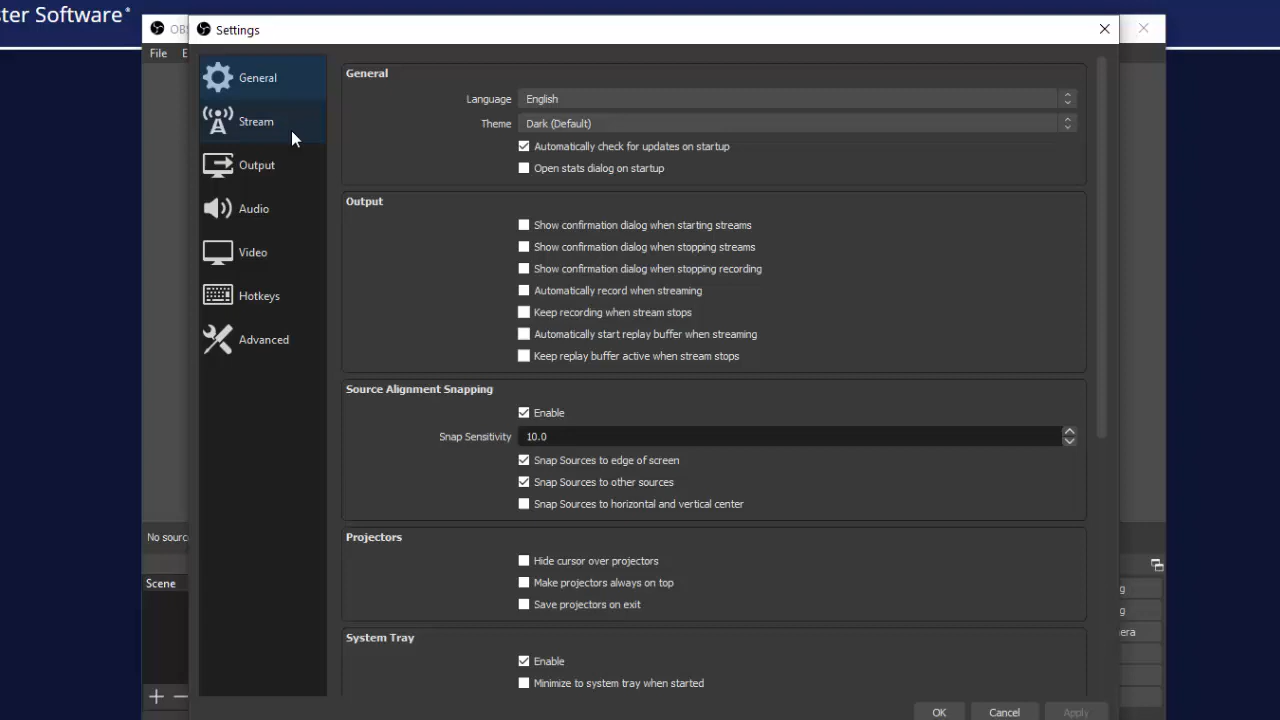 ster Software*
OBS
Settings
File
E
General
Stream
Output
Audio
Video
Hotkeys
Advanced
General
Language English
Theme Dark (Default)
Automatically check for updates on startup
Open stats dialog on startup
Output
Show confirmation dialog when starting streams
Show confirmation dialog when stopping streams
Show confirmation dialog when stopping recording
Automatically record when streaming
Keep recording when stream stops
Automatically start replay buffer when streaming
Keep replay buffer active when stream stops
Source Alignment Snapping
Enable
Snap Sensitivity 10.0
Snap Sources to edge of screen
Snap Sources to other sources
Snap Sources to horizontal and vertical center
Projectors
Hide cursor over projectors
Make projectors always on top
Save projectors on exit
System Tray
Enable
Minimize to system tray when started
No sourc
Scene
g
g
era
OK
Cancel
Apply